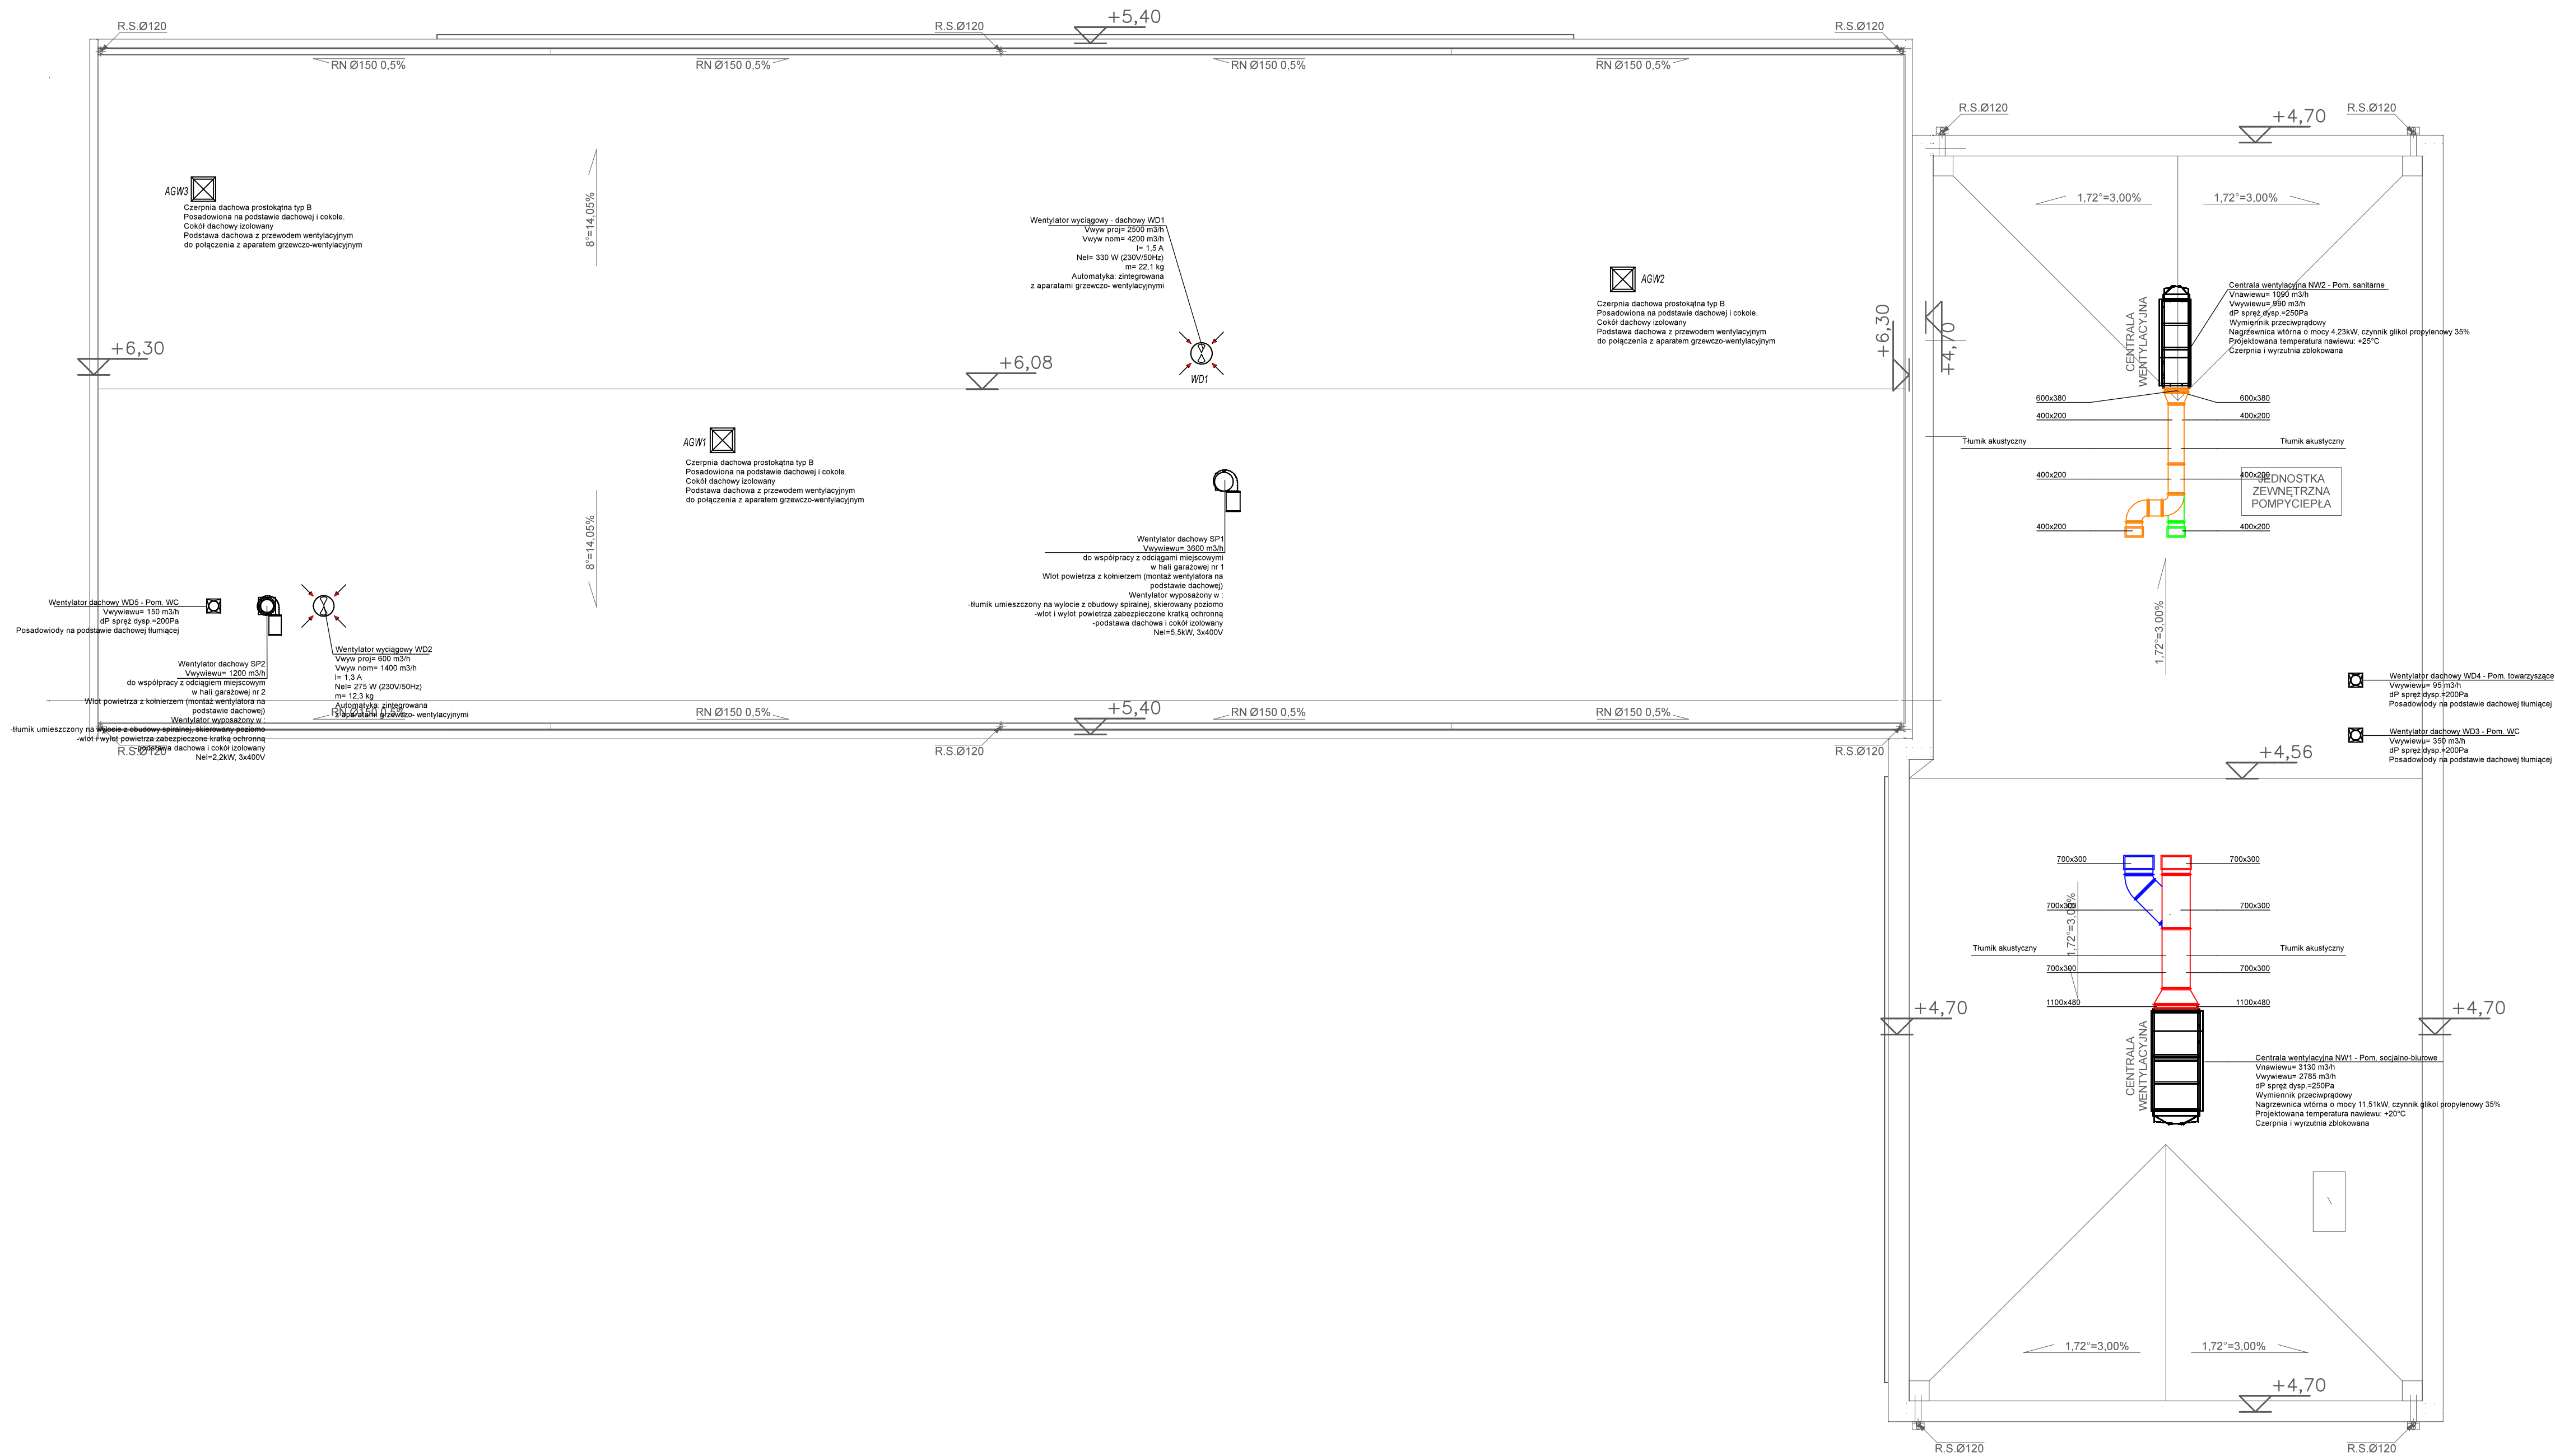 R.S.Ø120
R.S.Ø120
+5,40
R.S.Ø120
RN Ø150 0,5%
RN Ø150 0,5%
RN Ø150 0,5%
RN Ø150 0,5%
R.S.Ø120
+4,70
R.S.Ø120
1,72°=3,00%
1,72°=3,00%
AGW3
Czerpnia dachowa prostokątna typ B
Posadowiona na podstawie dachowej i cokole.
Cokół dachowy izolowany
Podstawa dachowa z przewodem wentylacyjnym
do połączenia z aparatem grzewczo-wentylacyjnym
8°=14,05%
Wentylator wyciągowy - dachowy WD1
Vwyw proj= 2500 m3/h
Vwyw nom= 4200 m3/h
I= 1,5 A
Nel= 330 W (230V/50Hz)
m= 22,1 kg
Automatyka: zintegrowana
z aparatami grzewczo- wentylacyjnymi
WD1
AGW2
Czerpnia dachowa prostokątna typ B
Posadowiona na podstawie dachowej i cokole.
Cokół dachowy izolowany
Podstawa dachowa z przewodem wentylacyjnym
do połączenia z aparatem grzewczo-wentylacyjnym
+6,30
+6,08
+6,30
+4,70
CENTRALA
WENTYLACYJNA
Centrala wentylacyjna NW2 - Pom. sanitarne
Vnawiewu= 1090 m3/h
Vwywiewu= 990 m3/h
dP spręż dysp.=250Pa
Wymiennik przeciwprądowy
Nagrzewnica wtórna o mocy 4,23kW, czynnik glikol propylenowy 35%
Projektowana temperatura nawiewu: +25°C
Czerpnia i wyrzutnia zblokowana
600x380
600x380
400x200
400x200
Tłumik akustyczny
Tłumik akustyczny
400x200
400x200
JEDNOSTKA
ZEWNĘTRZNA
POMPYCIEPŁA
400x200
400x200
1,72°=3,00%
AGW1
Czerpnia dachowa prostokątna typ B
Posadowiona na podstawie dachowej i cokole.
Cokół dachowy izolowany
Podstawa dachowa z przewodem wentylacyjnym
do połączenia z aparatem grzewczo-wentylacyjnym
8°=14,05%
Wentylator dachowy SP1
Vwywiewu= 3600 m3/h
do współpracy z odciągami miejscowymi
w hali garażowej nr 1
Wlot powietrza z kołnierzem (montaż wentylatora na
podstawie dachowej)
Wentylator wyposażony w :
-tłumik umieszczony na wylocie z obudowy spiralnej, skierowany poziomo
-wlot i wylot powietrza zabezpieczone kratką ochronną
-podstawa dachowa i cokół izolowany
Nel=5,5kW, 3x400V
Wentylator dachowy WD5 - Pom. WC
Vwywiewu= 150 m3/h
dP spręż dysp.=200Pa
Posadowiody na podstawie dachowej tłumiącej
Wentylator dachowy SP2
Vwywiewu= 1200 m3/h
do współpracy z odciągiem miejscowym
w hali garażowej nr 2
Wlot powietrza z kołnierzem (montaż wentylatora na
podstawie dachowej)
Wentylator wyposażony w :
-tłumik umieszczony na wylocie z obudowy spiralnej, skierowany poziomo
-wlot i wylot powietrza zabezpieczone kratką ochronną
-podstawa dachowa i cokół izolowany
Nel=2,2kW, 3x400V
Wentylator wyciągowy WD2
Vwyw proj= 600 m3/h
Vwyw nom= 1400 m3/h
I= 1,3 A
Nel= 275 W (230V/50Hz)
m= 12,3 kg
Automatyka: zintegrowana
z aparatami grzewczo- wentylacyjnymi
RN Ø150 0,5%
RN Ø150 0,5%
+5,40
RN Ø150 0,5%
RN Ø150 0,5%
R.S.Ø120
R.S.Ø120
R.S.Ø120
Wentylator dachowy WD4 - Pom. towarzyszące
Vwywiewu= 95 m3/h
dP spręż dysp.=200Pa
Posadowiody na podstawie dachowej tłumiącej
Wentylator dachowy WD3 - Pom. WC
Vwywiewu= 350 m3/h
dP spręż dysp.=200Pa
Posadowiody na podstawie dachowej tłumiącej
+4,56
700x300
700x300
700x300
700x300
1,72°=3,00%
Tłumik akustyczny
Tłumik akustyczny
700x300
700x300
1100x480
1100x480
+4,70
+4,70
CENTRALA
WENTYLACYJNA
Centrala wentylacyjna NW1 - Pom. socjalno-biurowe
Vnawiewu= 3130 m3/h
Vwywiewu= 2785 m3/h
dP spręż dysp.=250Pa
Wymiennik przeciwprądowy
Nagrzewnica wtórna o mocy 11,51kW, czynnik glikol propylenowy 35%
Projektowana temperatura nawiewu: +20°C
Czerpnia i wyrzutnia zblokowana
1,72°=3,00%
1,72°=3,00%
+4,70
R.S.Ø120
R.S.Ø120